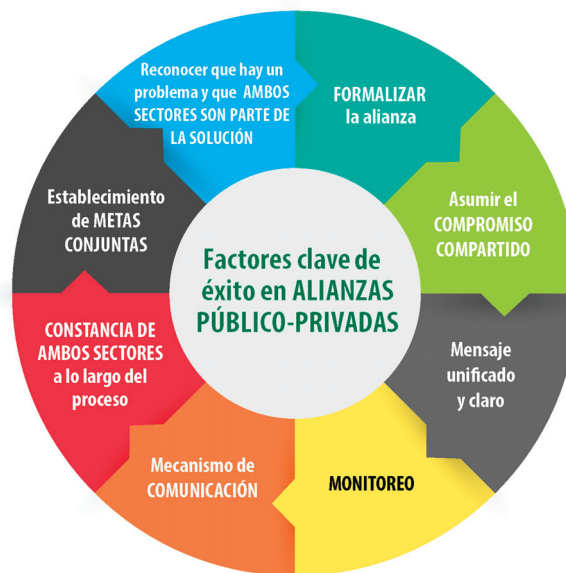 Factores clave de
éxito en ALIANZAS
PÚBLICO-PRIVADAS
Reconocer que hay un
problema y que AMBOS
SECTORES SON PARTE DE
LA SOLUCIÓN
FORMALIZAR
la alianza
Asumir el
COMPROMISO
COMPARTIDO
Mensaje
unificado
y claro
MONITOREO
Mecanismo de
COMUNICACIÓN
CONSTANCIA DE
AMBOS SECTORES
a lo largo del
proceso
Establecimiento
de METAS
CONJUNTAS